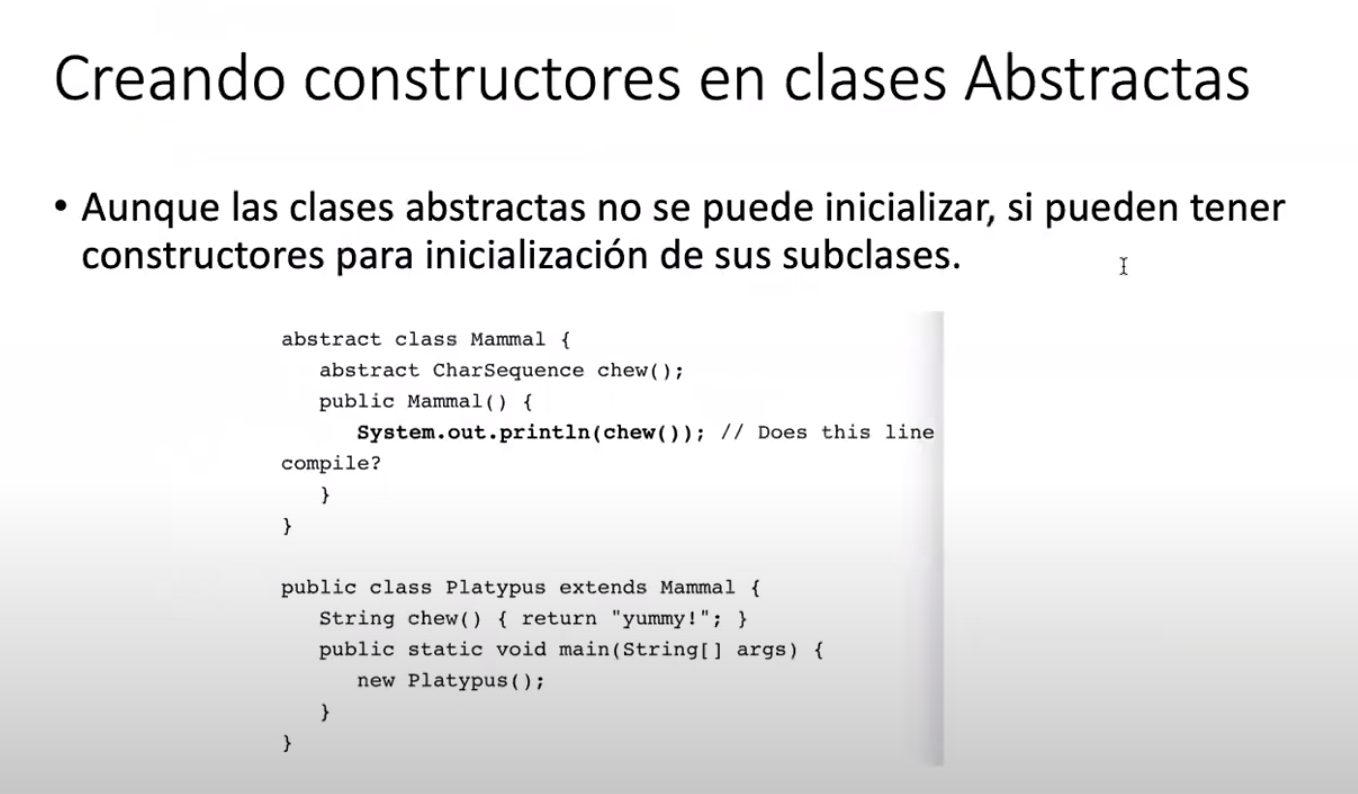 Creando constructores en clases Abstractas
• Aunque las clases abstractas no se puede inicializar, si pueden tener
constructores para inicialización de sus subclases.
abstract class Mammal {
abstract CharSequence chew();
public Mammal() {
System.out.println(chew()); // Does this line
compile?
}
}
public class Platypus extends Mammal {
String chew() { return "yummy!"; }
public static void main(String[] args) {
new Platypus();
}
}